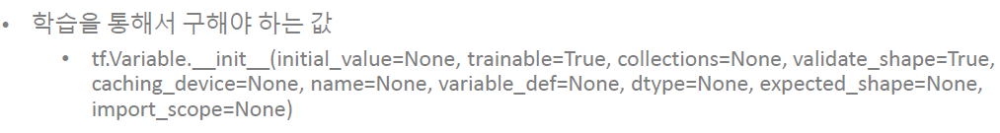 • 학습을 통해서 구해야 하는 값
• tf.Variable.__init__(initial_value=None, trainable=True, collections=None, validate_shape=True,
caching_device=None, name=None, variable_def=None, dtype=None, expected_shape=None,
import_scope=None)